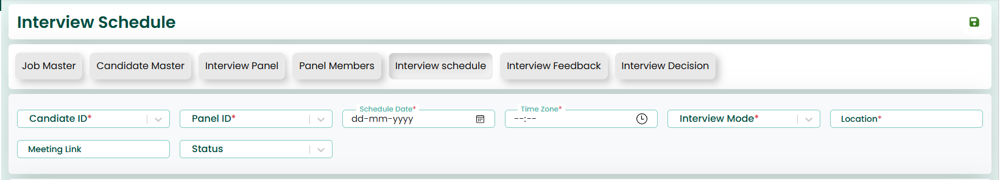 Interview Schedule
Job Master Candidate Master Interview Panel Panel Members Interview schedule Interview Feedback Interview Decision
Schedule Date* Time Zone*
Candiate ID* Panel ID* dd-mm-yyyy --:-- Interview Mode* Location*
Meeting Link Status